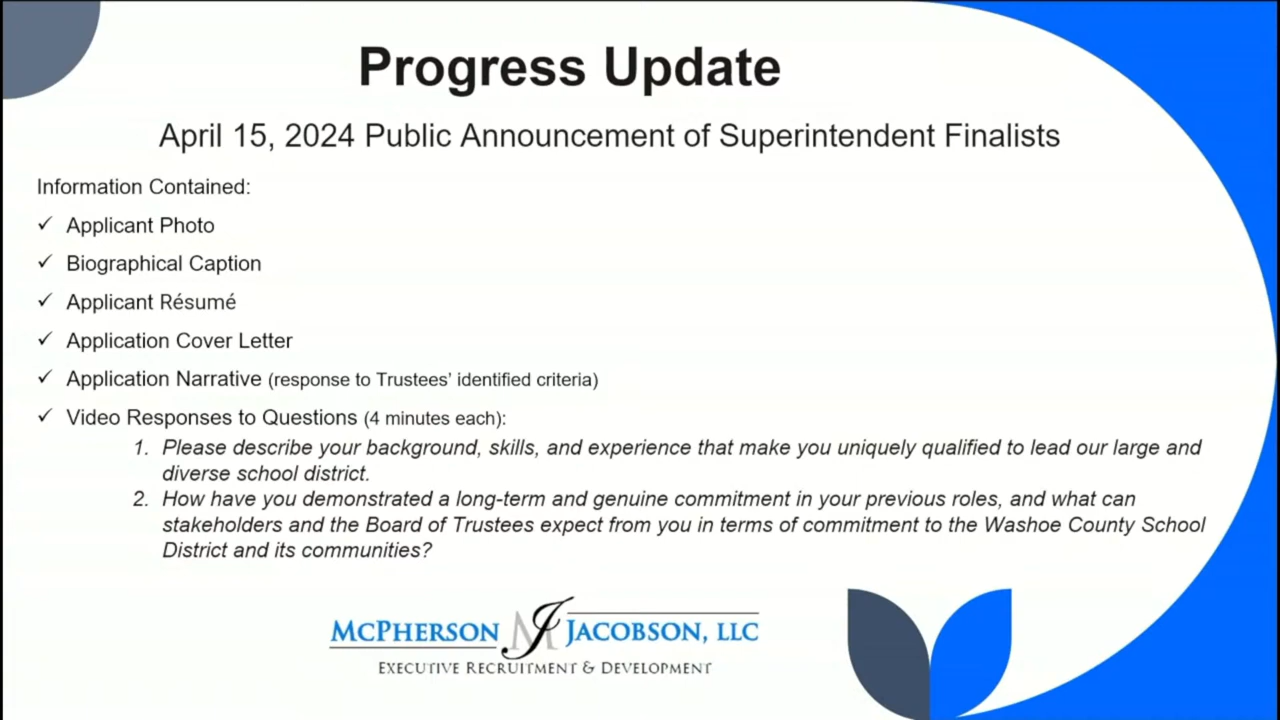 Progress Update
April 15, 2024 Public Announcement of Superintendent Finalists
Information Contained:
✓ Applicant Photo
✓ Biographical Caption
✓ Applicant Résumé
✓ Application Cover Letter
✓ Application Narrative (response to Trustees' identified criteria)
✓ Video Responses to Questions (4 minutes each):
1. Please describe your background, skills, and experience that make you uniquely qualified to lead our large and
diverse school district.
2. How have you demonstrated a long-term and genuine commitment in your previous roles, and what can
stakeholders and the Board of Trustees expect from you in terms of commitment to the Washoe County School
District and its communities?
McPherson MJ Jacobson, LLC
Executive Recruitment & Development